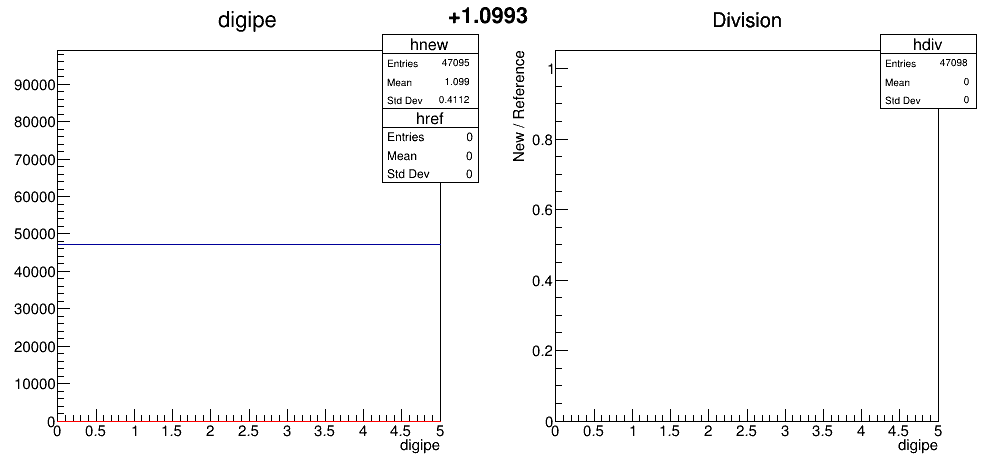 digipe
+1.0993
Division
hnew
Entries 47095
Mean 1.099
Std Dev 0.4112
href
Entries 0
Mean 0
Std Dev 0
90000
80000
70000
60000
50000
40000
30000
20000
10000
0
0 0.5 1 1.5 2 2.5 3 3.5 4 4.5 5
digipe
hdiv
Entries 47098
Mean 0
Std Dev 0
New / Reference
1
0.8
0.6
0.4
0.2
0
0 0.5 1 1.5 2 2.5 3 3.5 4 4.5 5
digipe